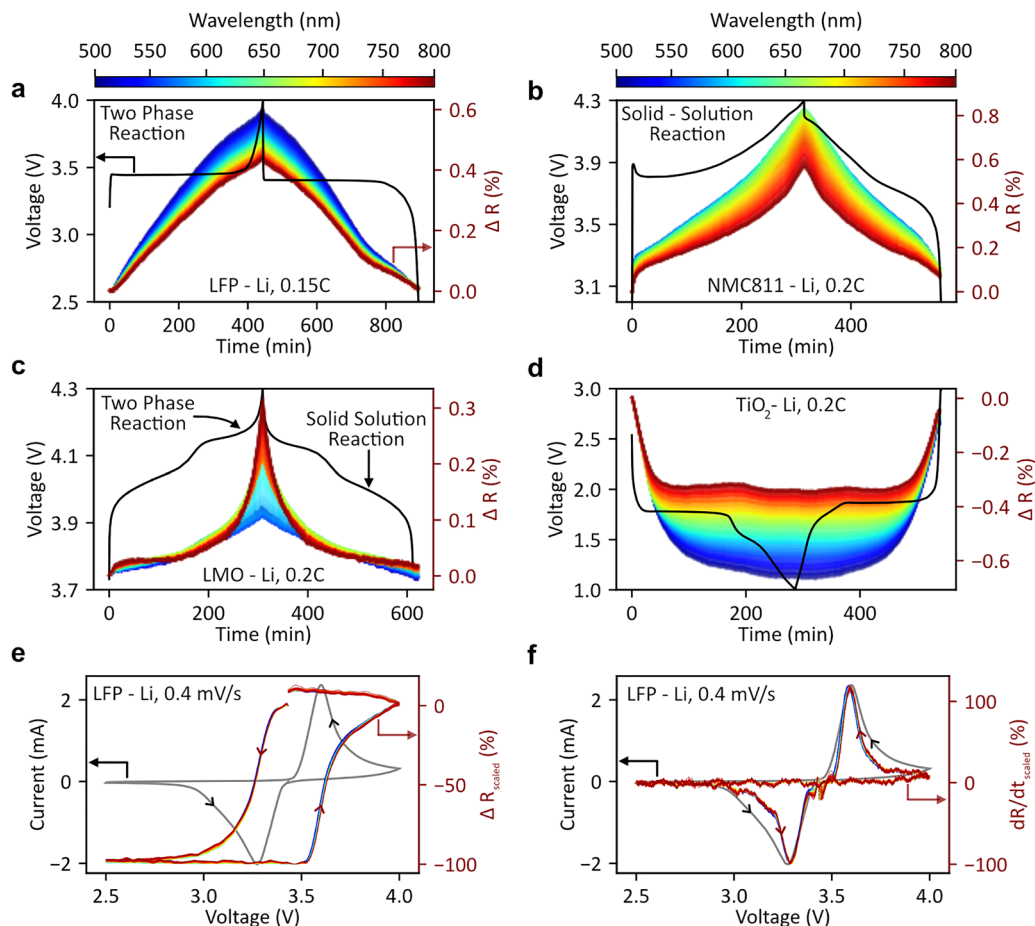 Wavelength (nm)
500 550 600 650 700 750 800
Wavelength (nm)
500 550 600 650 700 750 800
a
4.0
3.5
3.0
2.5
Voltage (V)
Two Phase
Reaction
LFP - Li, 0.15C
0.6
0.4
0.2
0.0
Δ R (%)
0 200 400 600 800
Time (min)
b
4.3
3.9
3.5
3.1
Voltage (V)
Solid - Solution
Reaction
NMC811 - Li, 0.2C
0.8
0.6
0.4
0.2
0.0
Δ R (%)
0 200 400
Time (min)
c
4.3
4.1
3.9
3.7
Voltage (V)
Two Phase
Reaction
Solid Solution
Reaction
LMO - Li, 0.2C
0.3
0.2
0.1
0.0
Δ R (%)
0 200 400 600
Time (min)
d
3.0
2.5
2.0
1.5
1.0
Voltage (V)
TiO₂- Li, 0.2C
0.0
−0.2
−0.4
−0.6
Δ R (%)
0 200 400
Time (min)
e
2
0
−2
Current (mA)
LFP - Li, 0.4 mV/s
0
−50
−100
Δ Rscaled (%)
2.5 3.0 3.5 4.0
Voltage (V)
f
2
0
−2
Current (mA)
LFP - Li, 0.4 mV/s
100
50
0
−50
−100
dR/dtscaled (%)
2.5 3.0 3.5 4.0
Voltage (V)